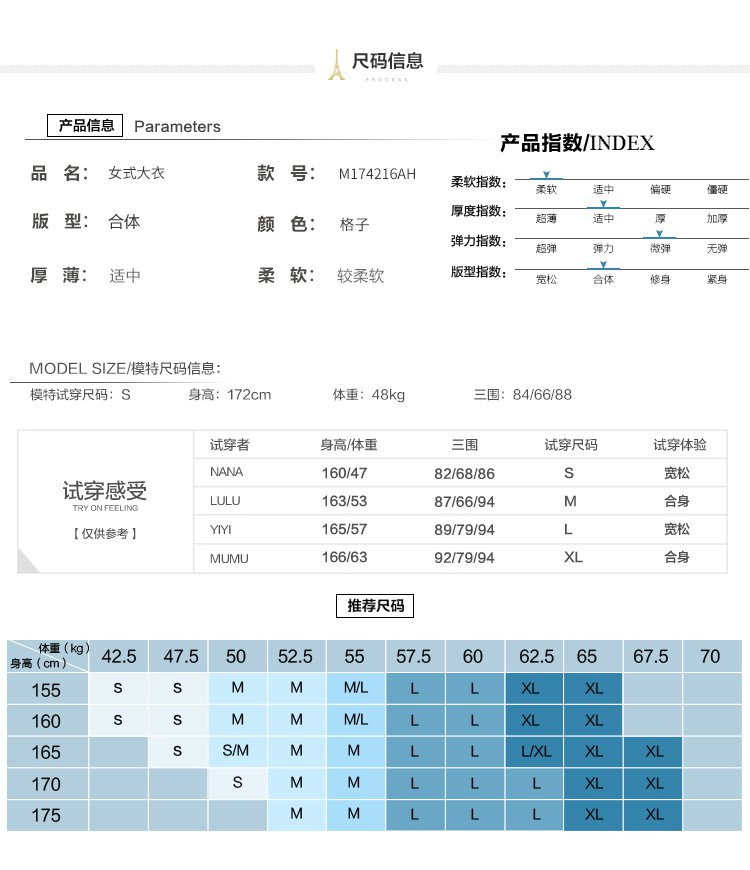 尺码信息
PROCESS
产品信息 Parameters
产品指数/INDEX
品 名： 女式大衣 款 号： M174216AH
版 型： 合体 颜 色： 格子
厚 薄： 适中 柔 软： 较柔软
柔软指数： 柔软 适中 偏硬 僵硬
厚度指数： 超薄 适中 厚 加厚
弹力指数： 超弹 弹力 微弹 无弹
版型指数： 宽松 合体 修身 紧身
MODEL SIZE/模特尺码信息：
模特试穿尺码：S 身高：172cm 体重：48kg 三围：84/66/88
试穿感受
TRY ON FEELING
【仅供参考】
试穿者 身高/体重 三围 试穿尺码 试穿体验
NANA 160/47 82/68/86 S 宽松
LULU 163/53 87/66/94 M 合身
YIYI 165/57 89/79/94 L 宽松
MUMU 166/63 92/79/94 XL 合身
推荐尺码
体重（kg） 42.5 47.5 50 52.5 55 57.5 60 62.5 65 67.5 70
身高（cm）
155 S S M M M/L L L XL XL
160 S S M M M/L L L XL XL
165 S S/M M M L L L/XL XL XL
170 S M M L L L XL XL
175 M M L L L XL XL